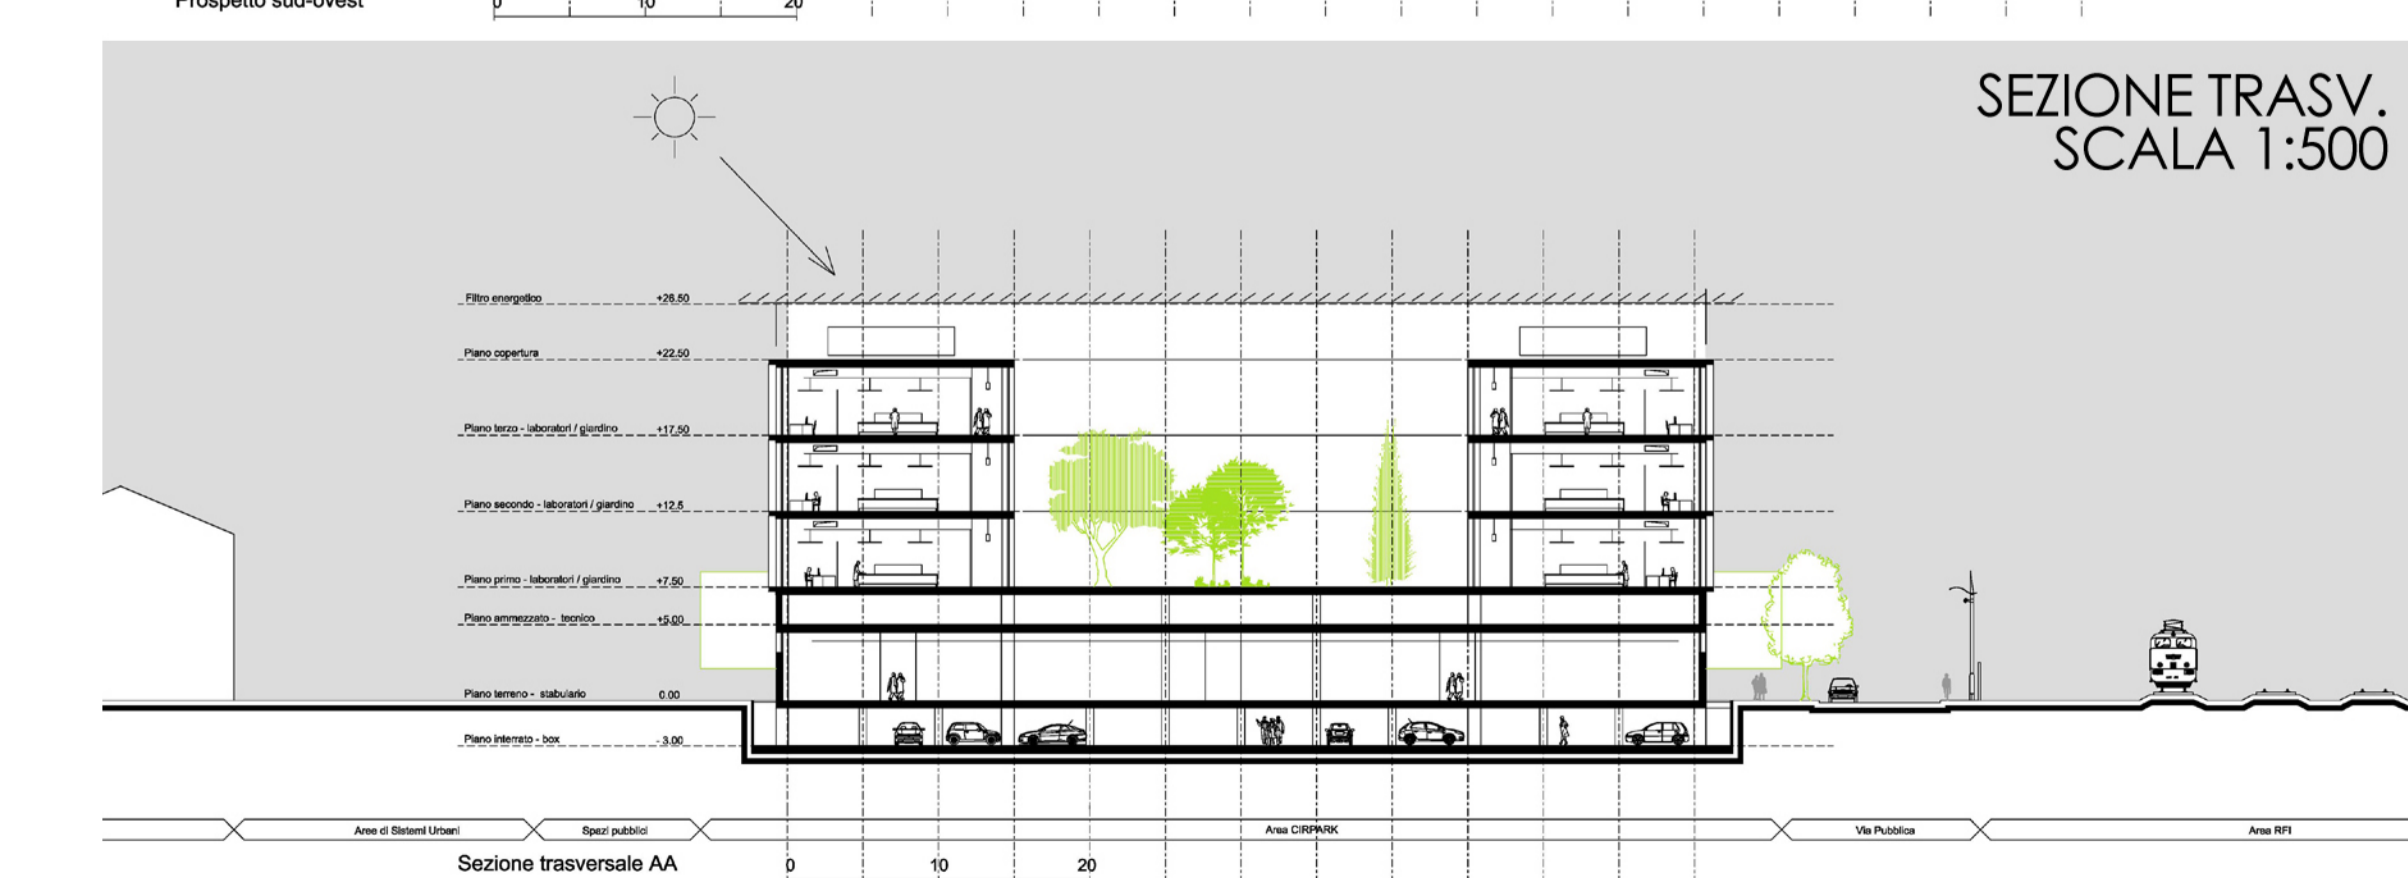 Prospetto sud-ovest
0 10 20
SEZIONE TRASV.
SCALA 1:500
Filtro energetico +26.50
Piano copertura +22.50
Piano terzo - laboratori / giardino +17.50
Piano secondo - laboratori / giardino +12.5
Piano primo - laboratori / giardino +7.50
Piano ammezzato - tecnico +5.00
Piano terreno - stabulario 0.00
Piano interrato - box - 3.00
Aree di Sistemi Urbani Spazi pubblici Area CIRPARK Via Pubblica Area RFI
Sezione trasversale AA 0 10 20